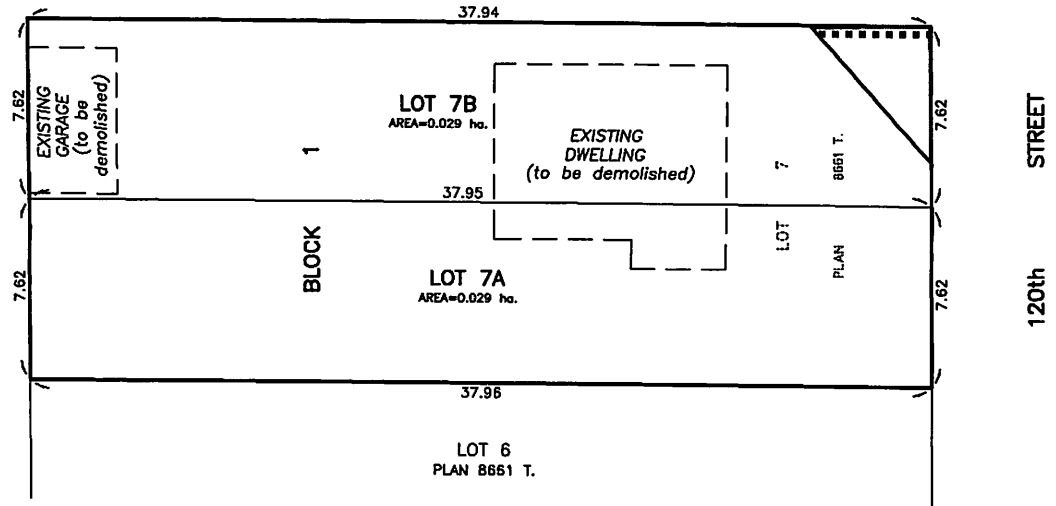 37.94
7.62
EXISTING
GARAGE
(to be
demolished)
LOT 7B
AREA=0.029 ha.
EXISTING
DWELLING
(to be demolished)
7.62
STREET
1
7
8661 T.
37.95
BLOCK
LOT
PLAN
7.62
LOT 7A
AREA=0.029 ha.
7.62
120th
37.96
LOT 6
PLAN 8661 T.